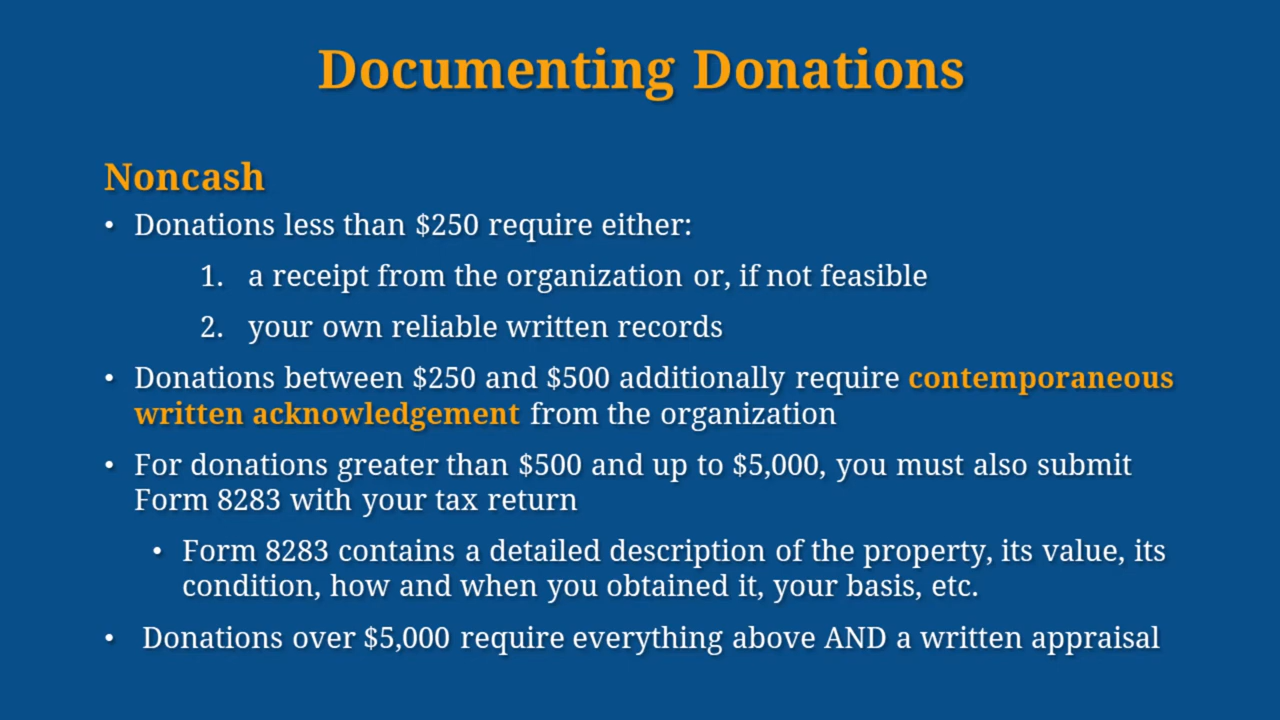 Documenting Donations
Noncash
• Donations less than $250 require either:
1. a receipt from the organization or, if not feasible
2. your own reliable written records
• Donations between $250 and $500 additionally require contemporaneous
written acknowledgement from the organization
• For donations greater than $500 and up to $5,000, you must also submit
Form 8283 with your tax return
• Form 8283 contains a detailed description of the property, its value, its
condition, how and when you obtained it, your basis, etc.
• Donations over $5,000 require everything above AND a written appraisal